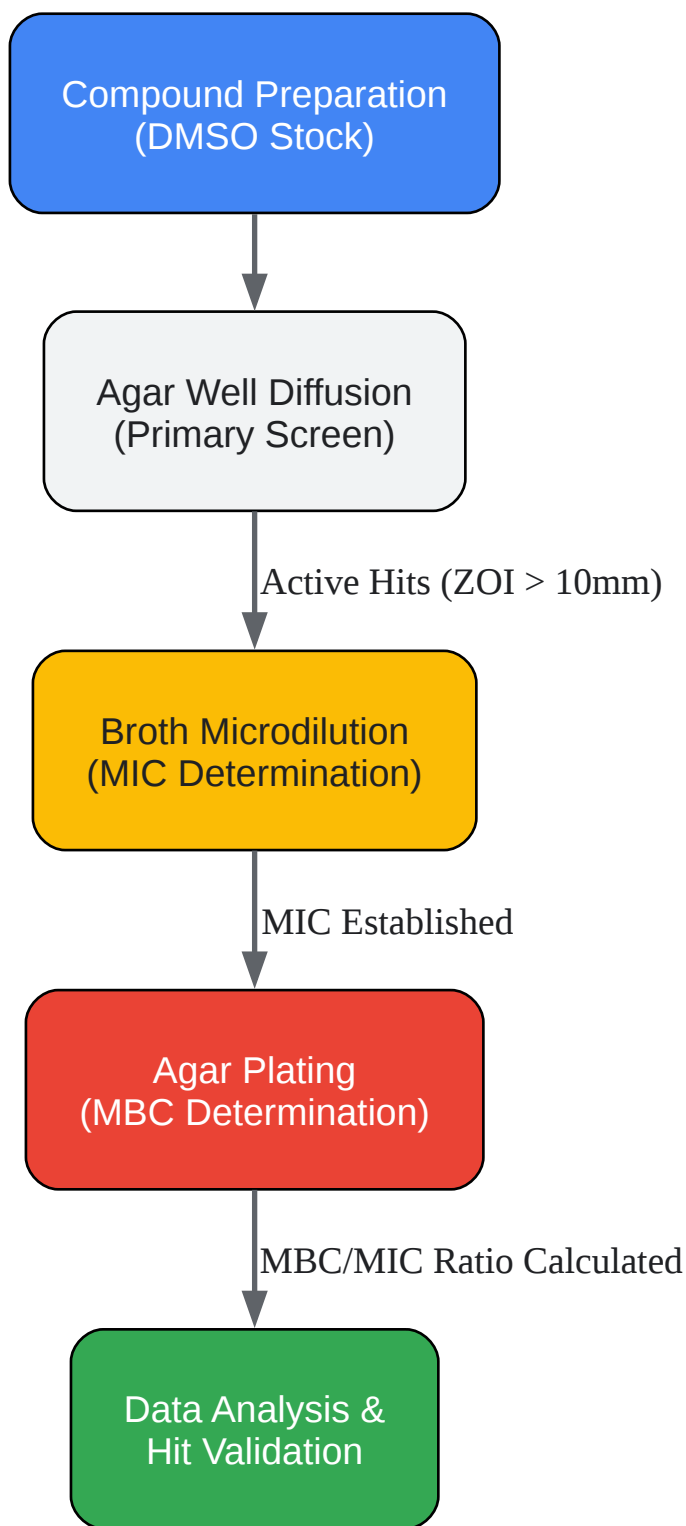 Compound Preparation
(DMSO Stock)
Agar Well Diffusion
(Primary Screen)
Active Hits (ZOI > 10mm)
Broth Microdilution
(MIC Determination)
MIC Established
Agar Plating
(MBC Determination)
MBC/MIC Ratio Calculated
Data Analysis &
Hit Validation